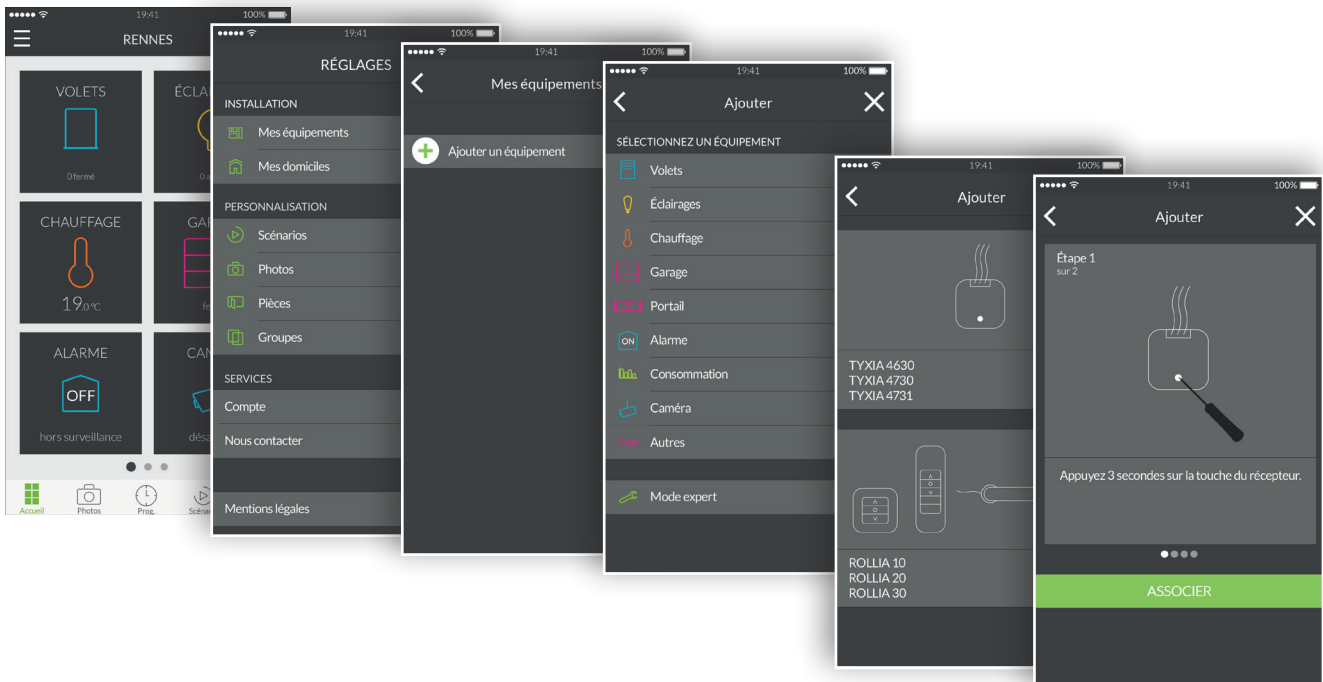 19:41
100%
RENNES
VOLETS
0 fermé
CHAUFFAGE
19.0 °C
ALARME
OFF
CAM
hors surveillance
désa
Accueil
Photos
Prog.
19:41
100%
RÉGLAGES
INSTALLATION
Mes équipements
Mes domiciles
PERSONNALISATION
Scénarios
Photos
Pièces
Groupes
SERVICES
Compte
Nous contacter
Mentions légales
19:41
100%
Mes équipements
Ajouter un équipement
19:41
100%
Ajouter
SÉLECTIONNEZ UN ÉQUIPEMENT
Volets
Éclairages
Chauffage
Garage
Portail
ON
Alarme
Consommation
Caméra
Autres
Mode expert
19:41
100%
Ajouter
TYXIA 4630
TYXIA 4730
TYXIA 4731
ROLLIA 10
ROLLIA 20
ROLLIA 30
19:41
100%
Ajouter
Étape 1
sur 2
Appuyez 3 secondes sur la touche du récepteur.
ASSOCIER